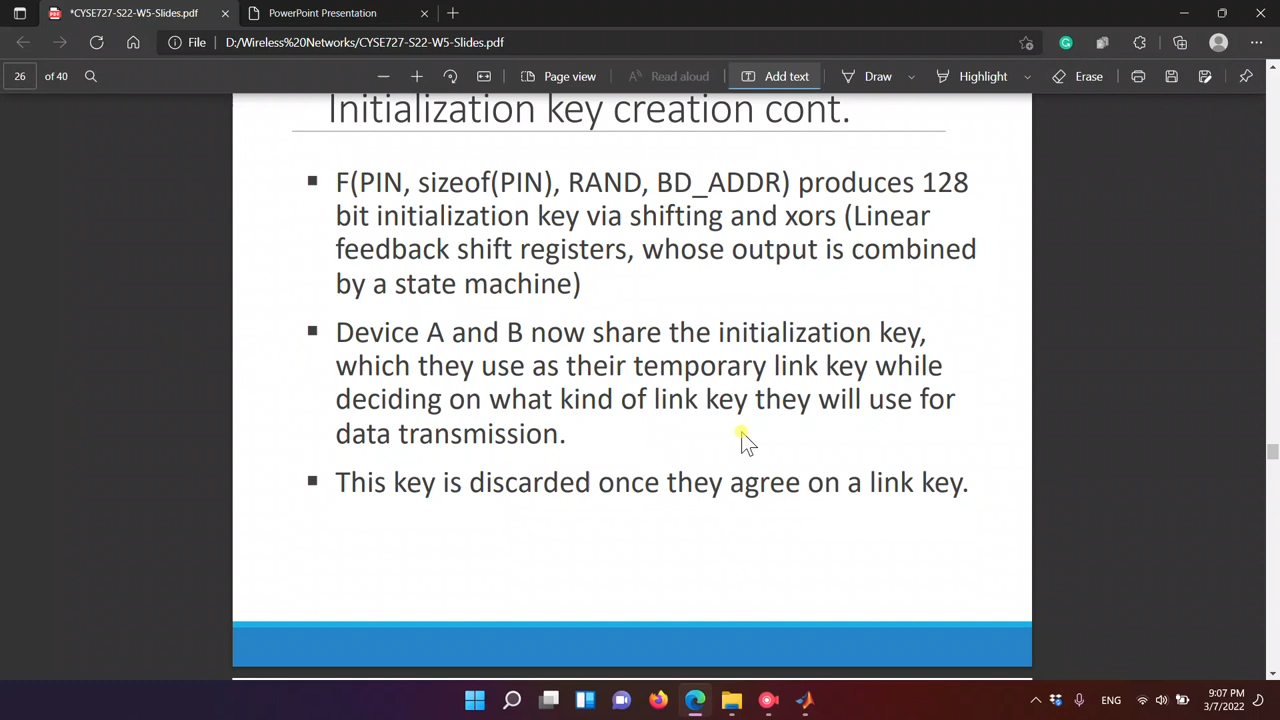 *CYSE727-S22-W5-Slides.pdf
PowerPoint Presentation
File
D:/Wireless%20Networks/CYSE727-S22-W5-Slides.pdf
26
of 40
Page view
Read aloud
Add text
Draw
Highlight
Erase
Initialization key creation cont.
F(PIN, sizeof(PIN), RAND, BD_ADDR) produces 128
bit initialization key via shifting and xors (Linear
feedback shift registers, whose output is combined
by a state machine)
Device A and B now share the initialization key,
which they use as their temporary link key while
deciding on what kind of link key they will use for
data transmission.
This key is discarded once they agree on a link key.
ENG
9:07 PM
3/7/2022